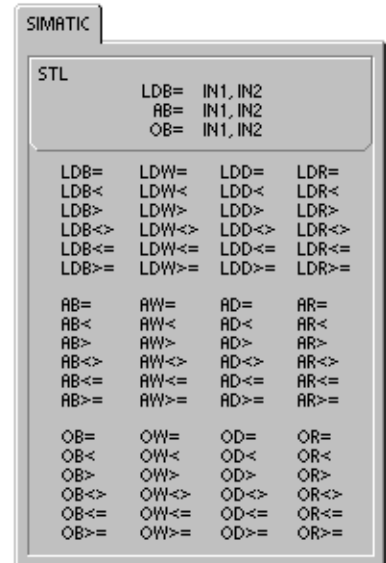 SIMATIC
STL
LDB= IN1, IN2
AB= IN1, IN2
OB= IN1, IN2
LDB= LDW= LDD= LDR=
LDB< LDW< LDD< LDR<
LDB> LDW> LDD> LDR>
LDB<> LDW<> LDD<> LDR<>
LDB<= LDW<= LDD<= LDR<=
LDB>= LDW>= LDD>= LDR>=
AB= AW= AD= AR=
AB< AW< AD< AR<
AB> AW> AD> AR>
AB<> AW<> AD<> AR<>
AB<= AW<= AD<= AR<=
AB>= AW>= AD>= AR>=
OB= OW= OD= OR=
OB< OW< OD< OR<
OB> OW> OD> OR>
OB<> OW<> OD<> OR<>
OB<= OW<= OD<= OR<=
OB>= OW>= OD>= OR>=